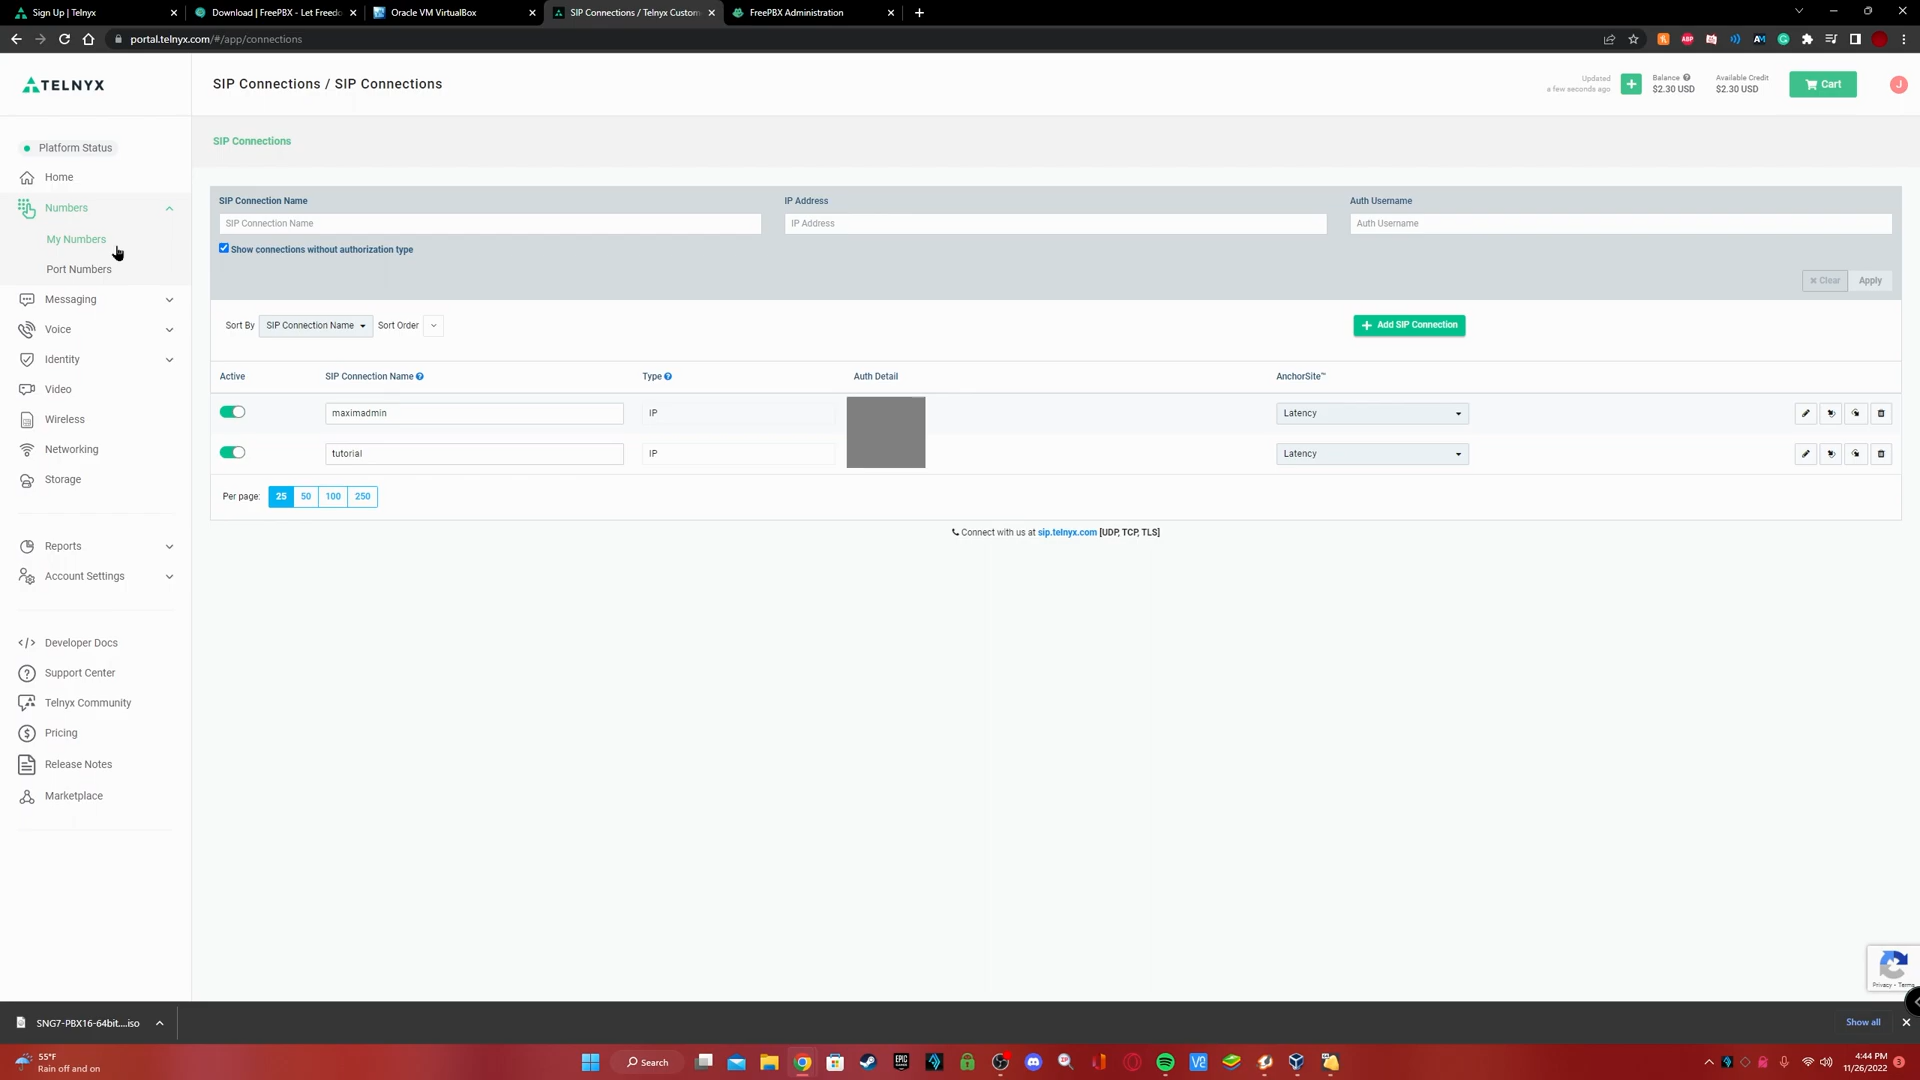 Sign Up | Telnyx
Download | FreePBX - Let Freedo
Oracle VM VirtualBox
SIP Connections / Telnyx Custom
FreePBX Administration
portal.telnyx.com/#/app/connections
TELNYX
SIP Connections / SIP Connections
Updated
a few seconds ago
Balance
$2.30 USD
Available Credit
$2.30 USD
Cart
J
Platform Status
Home
Numbers
My Numbers
Port Numbers
Messaging
Voice
Identity
Video
Wireless
Networking
Storage
Reports
Account Settings
Developer Docs
Support Center
Telnyx Community
Pricing
Release Notes
Marketplace
SIP Connections
SIP Connection Name
IP Address
Auth Username
SIP Connection Name
IP Address
Auth Username
Show connections without authorization type
Clear
Apply
Sort By
SIP Connection Name
Sort Order
Add SIP Connection
Active
SIP Connection Name
Type
Auth Detail
AnchorSite™
maximadmin
IP
Latency
tutorial
IP
Latency
Per page:
25
50
100
250
Connect with us at sip.telnyx.com [UDP, TCP, TLS]
Privacy - Terms
SNG7-PBX16-64bit....iso
Show all
55°F
Rain off and on
Search
4:44 PM
11/26/2022
3